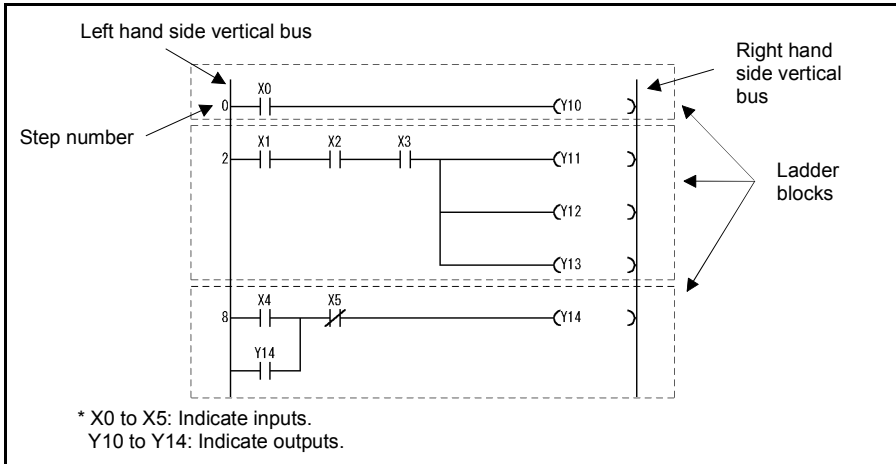 Left hand side vertical bus
Right hand
side vertical
bus
X0
0
Y10
Step number
X1 X2 X3
2
Y11
Ladder
blocks
Y12
Y13
X4 X5
8
Y14
Y14
* X0 to X5: Indicate inputs.
Y10 to Y14: Indicate outputs.